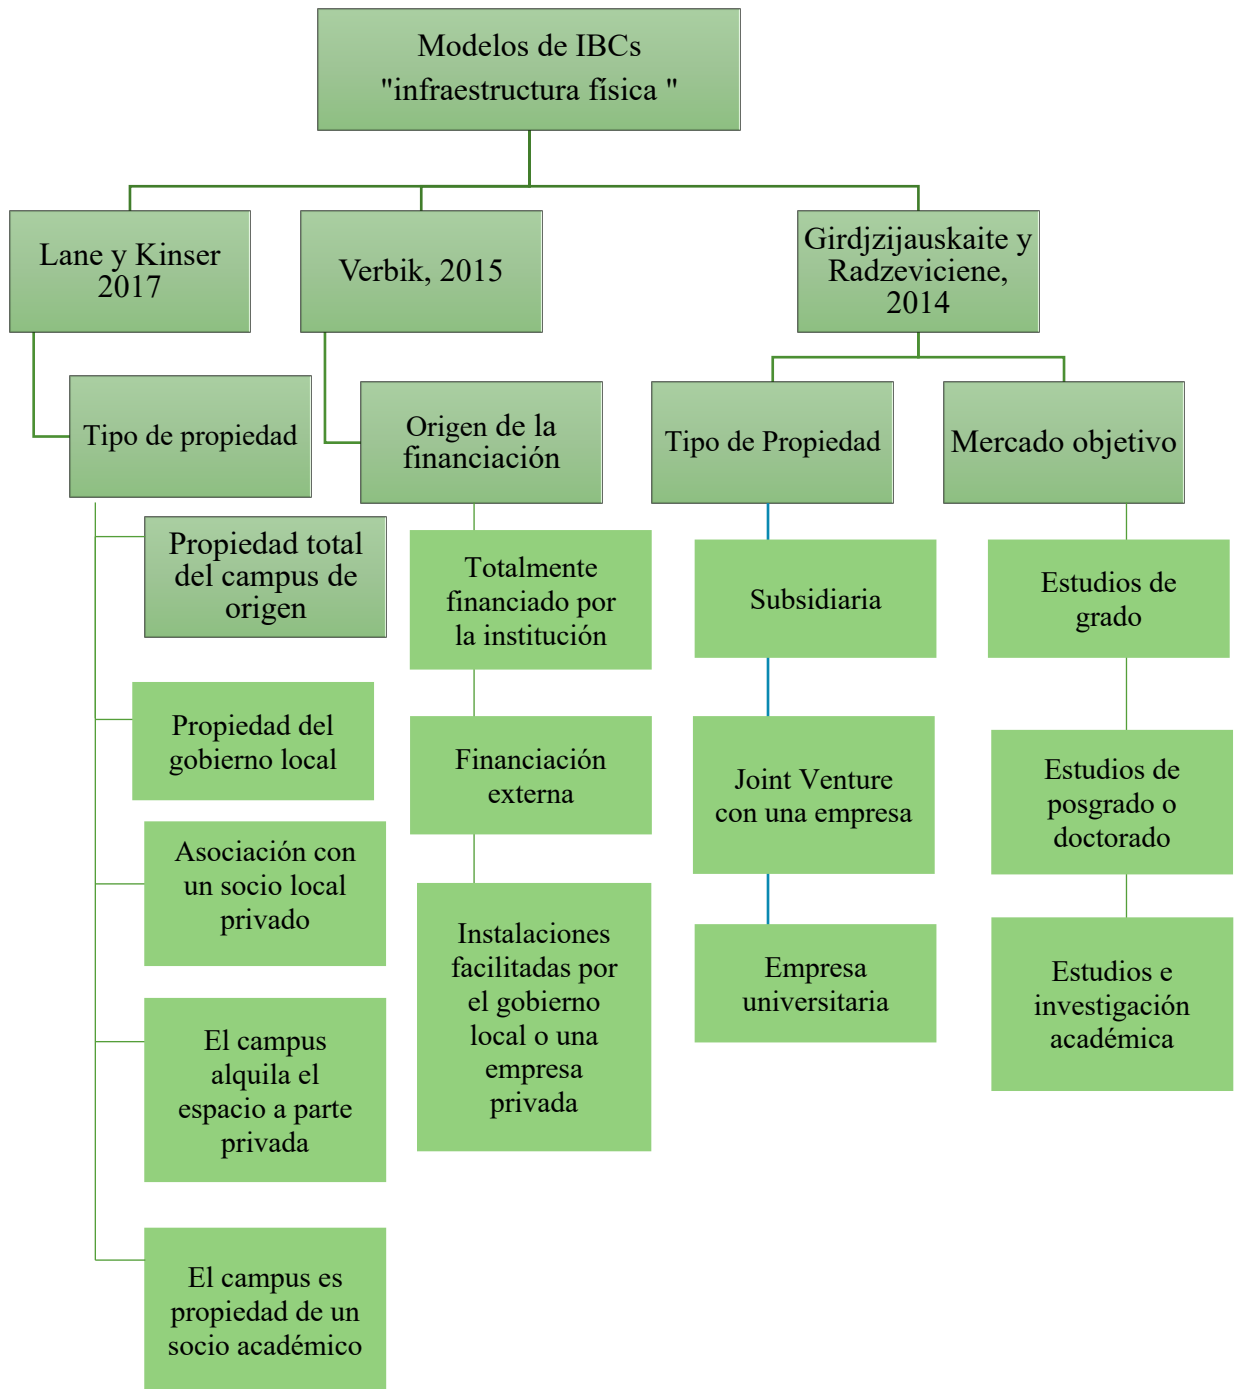 Modelos de IBCs
"infraestructura física "
Lane y Kinser
2017
Verbik, 2015
Girdjzijauskaite y
Radzeviciene,
2014
Tipo de propiedad
Origen de la
financiación
Tipo de Propiedad
Mercado objetivo
Propiedad total
del campus de
origen
Propiedad del
gobierno local
Asociación con
un socio local
privado
El campus
alquila el
espacio a parte
privada
El campus es
propiedad de un
socio académico
Totalmente
financiado por
la institución
Financiación
externa
Instalaciones
facilitadas por
el gobierno
local o una
empresa
privada
Subsidiaria
Joint Venture
con una empresa
Empresa
universitaria
Estudios de
grado
Estudios de
posgrado o
doctorado
Estudios e
investigación
académica